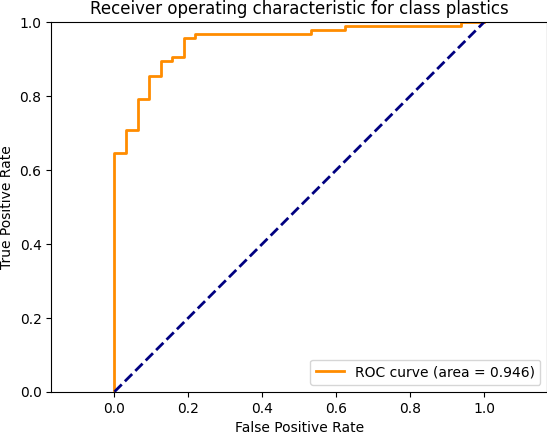 Receiver operating characteristic for class plastics
1.0
0.8
0.6
0.4
0.2
0.0
True Positive Rate
ROC curve (area = 0.946)
0.0 0.2 0.4 0.6 0.8 1.0
False Positive Rate